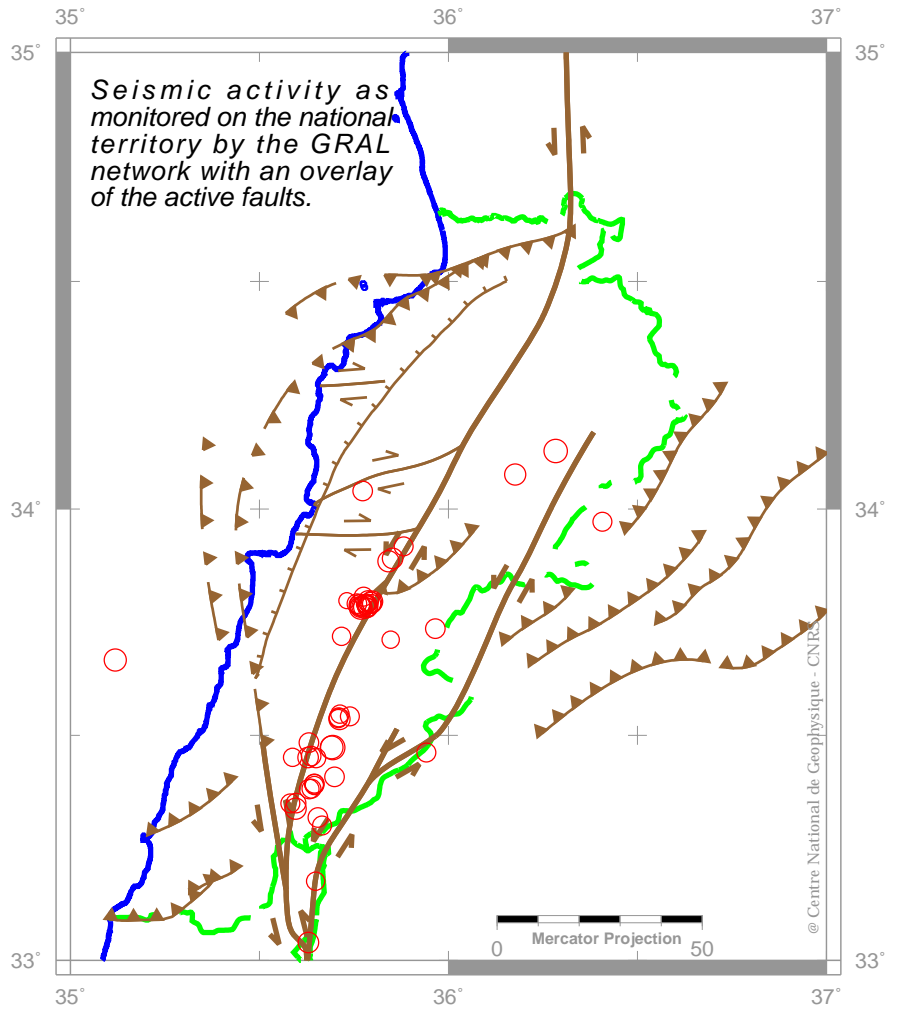 35˚
36˚
37˚
35˚
35˚
Seismic activity as
monitored on the national
territory by the GRAL
network with an overlay
of the active faults.
34˚
34˚
@ Centre National de Geophysique - CNRS
Mercator Projection
0
50
33˚
33˚
35˚
36˚
37˚